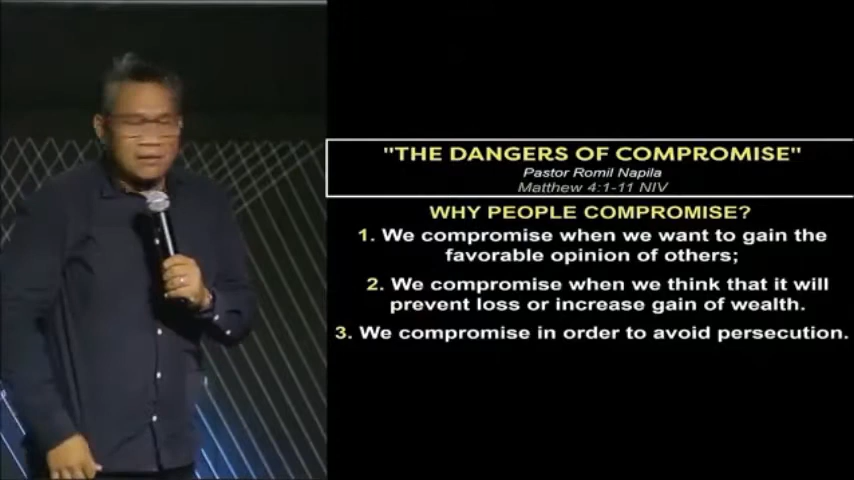 "THE DANGERS OF COMPROMISE"
Pastor Romil Napila
Matthew 4:1-11 NIV
WHY PEOPLE COMPROMISE?
1. We compromise when we want to gain the
favorable opinion of others;
2. We compromise when we think that it will
prevent loss or increase gain of wealth.
3. We compromise in order to avoid persecution.